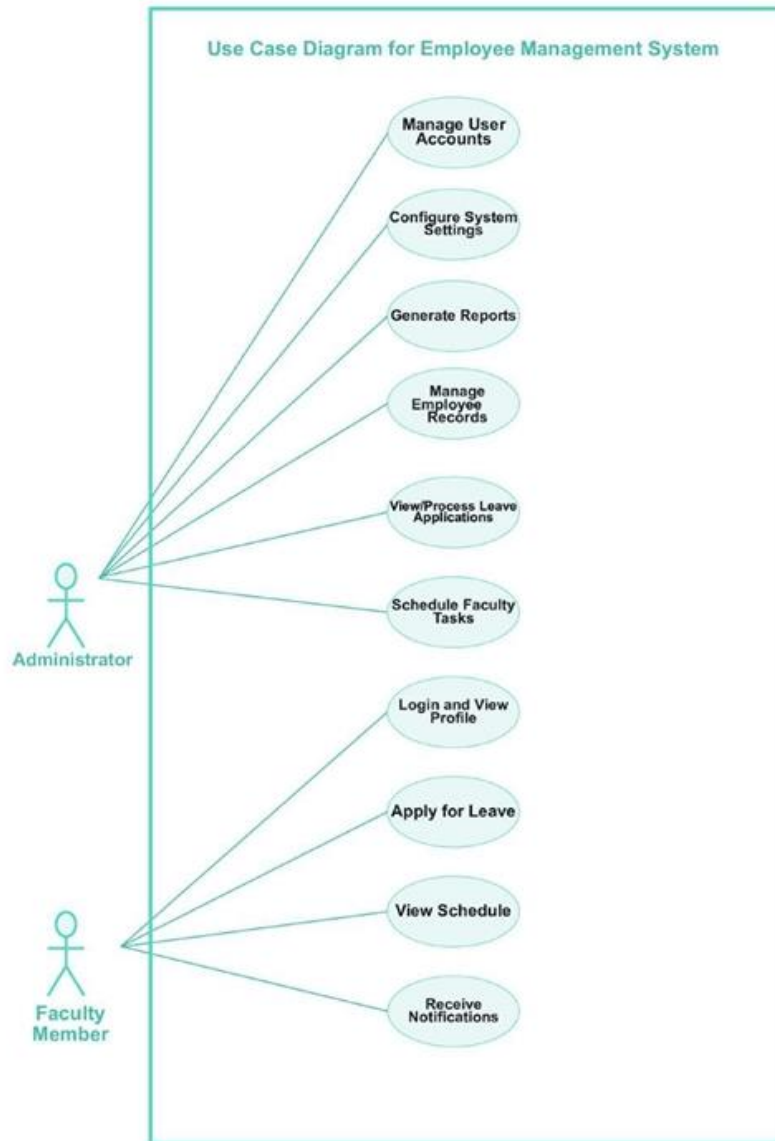 Use Case Diagram for Employee Management System
Manage User
Accounts
Configure System
Settings
Generate Reports
Manage
Employee
Records
View/Process Leave
Applications
Schedule Faculty
Tasks
Administrator
Login and View
Profile
Apply for Leave
View Schedule
Receive
Notifications
Faculty
Member